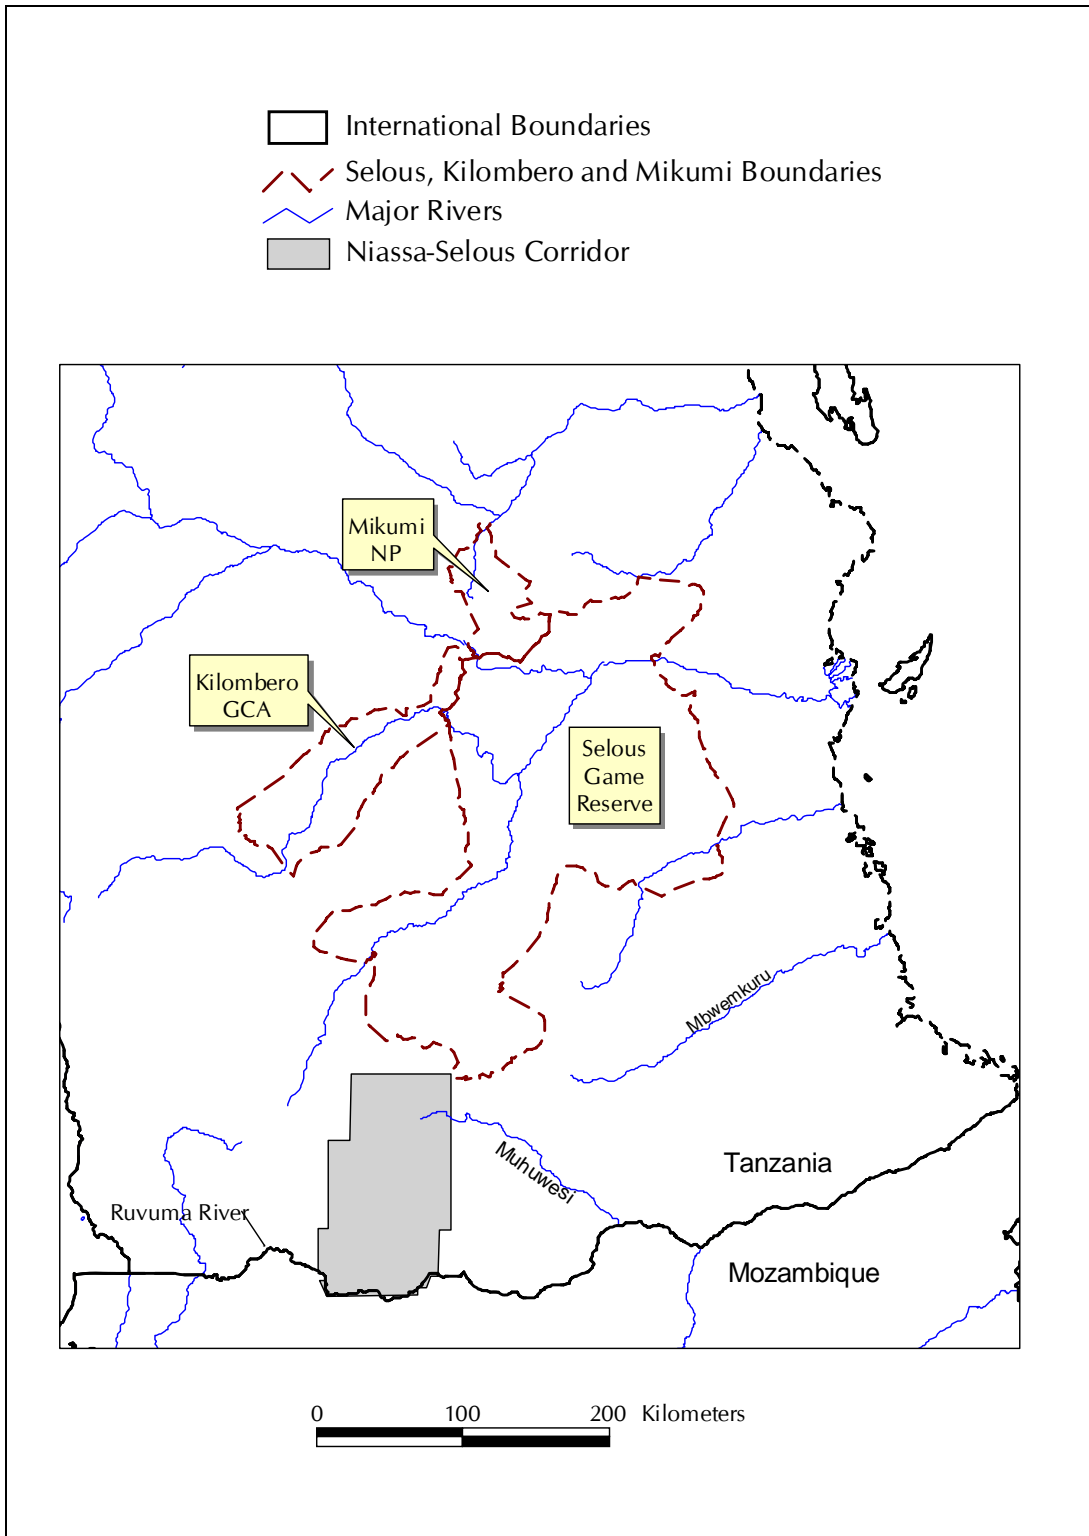 International Boundaries
Selous, Kilombero and Mikumi Boundaries
Major Rivers
Niassa-Selous Corridor
Mikumi
NP
Kilombero
GCA
Selous
Game
Reserve
Mbwemkuru
Muhuwesi
Tanzania
Ruvuma River
Mozambique
0 100 200 Kilometers